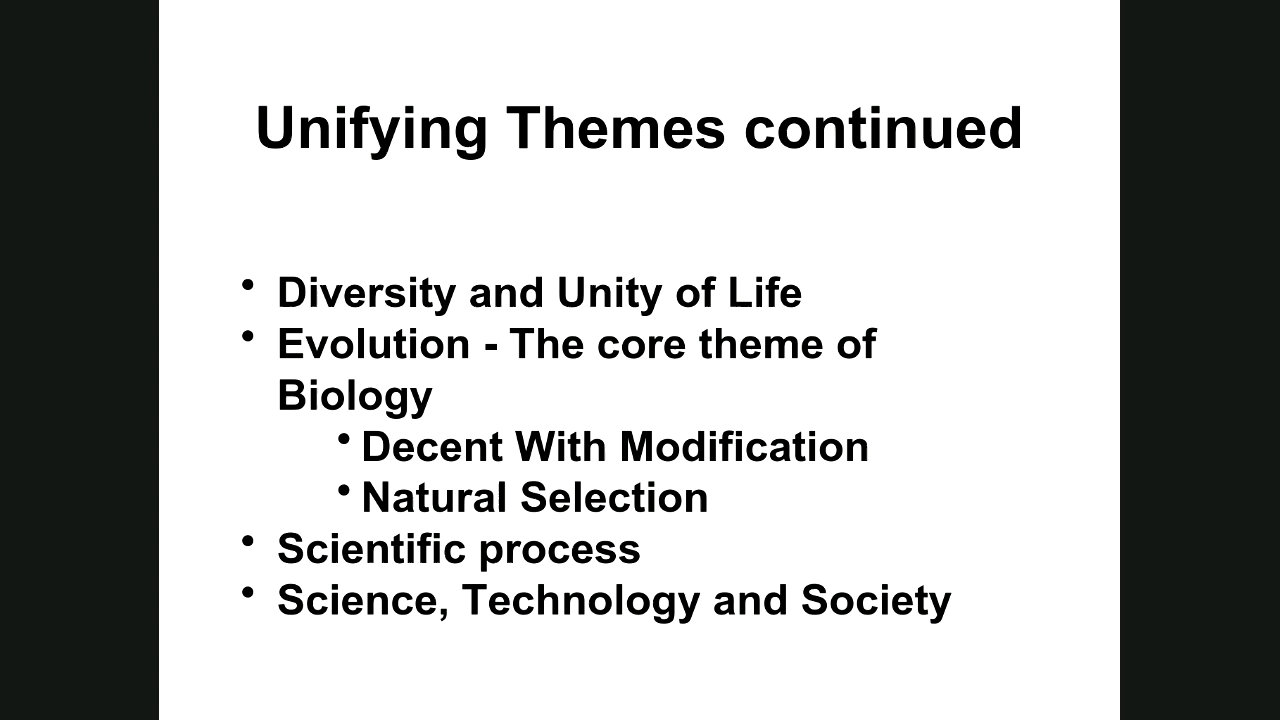 Unifying Themes continued
• Diversity and Unity of Life
• Evolution - The core theme of
Biology
• Decent With Modification
• Natural Selection
• Scientific process
• Science, Technology and Society